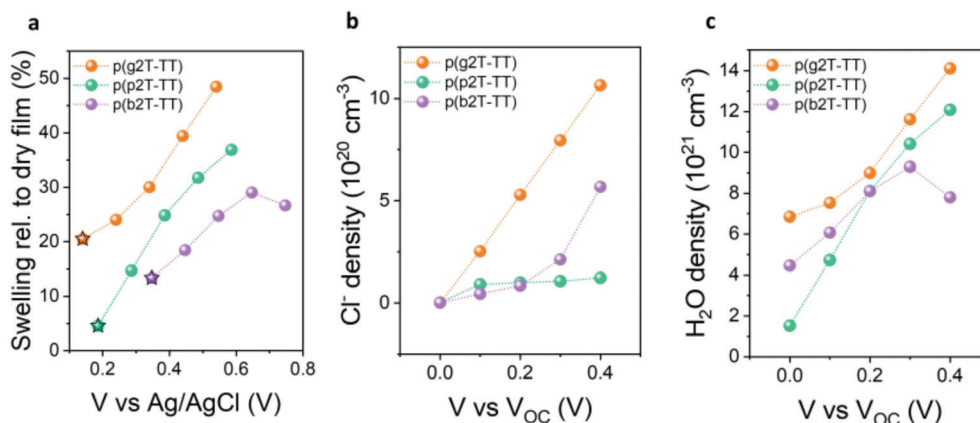 a
Swelling rel. to dry film (%)
50
40
30
20
10
0
p(g2T-TT)
p(p2T-TT)
p(b2T-TT)
0.2 0.4 0.6 0.8
V vs Ag/AgCl (V)
b
Cl⁻ density (10²⁰ cm⁻³)
10
5
0
p(g2T-TT)
p(p2T-TT)
p(b2T-TT)
0.0 0.2 0.4
V vs V_OC (V)
c
H₂O density (10²¹ cm⁻³)
14
12
10
8
6
4
2
0
p(g2T-TT)
p(p2T-TT)
p(b2T-TT)
0.0 0.2 0.4
V vs V_OC (V)